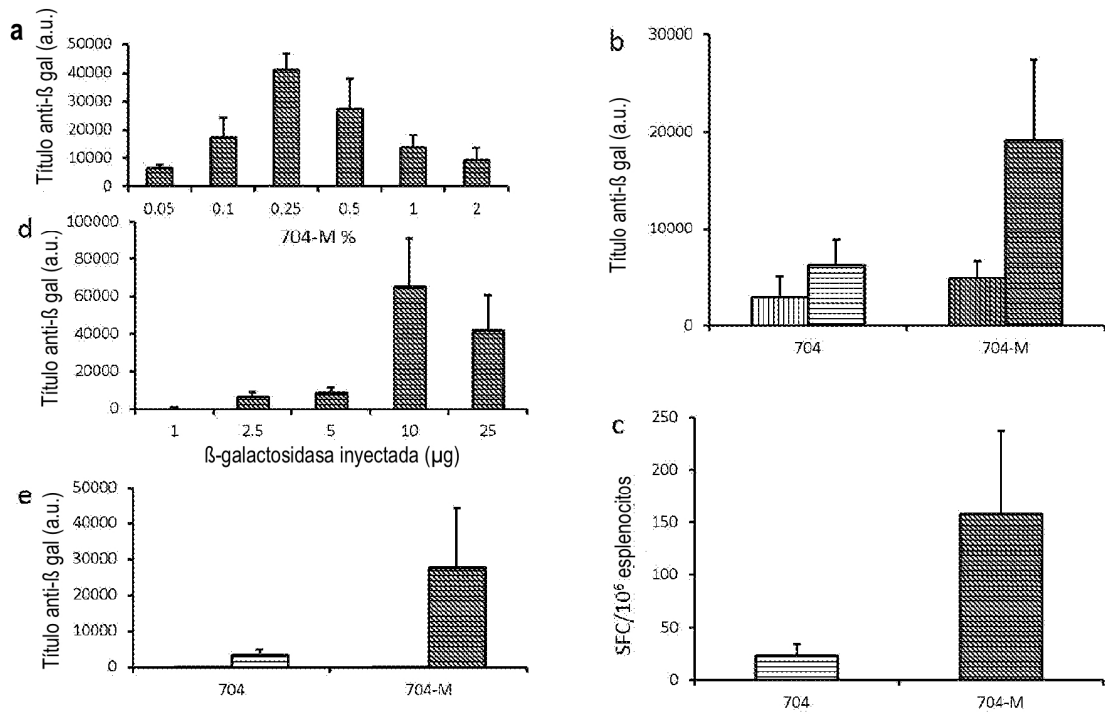 a
Título anti-ß gal (a.u.)
50000
40000
30000
20000
10000
0
0,05 0,1 0,25 0,5 1 2
704-M %
b
Título anti-ß gal (a.u.)
30000
20000
10000
0
704 704-M
d
Título anti-ß gal (a.u.)
100000
80000
60000
40000
20000
0
1 2.5 5 10 25
ß-galactosidasa inyectada (µg)
c
SFC/10⁶ esplenocitos
250
200
150
100
50
0
704 704-M
e
Título anti-ß gal (a.u.)
50000
40000
30000
20000
10000
0
704 704-M